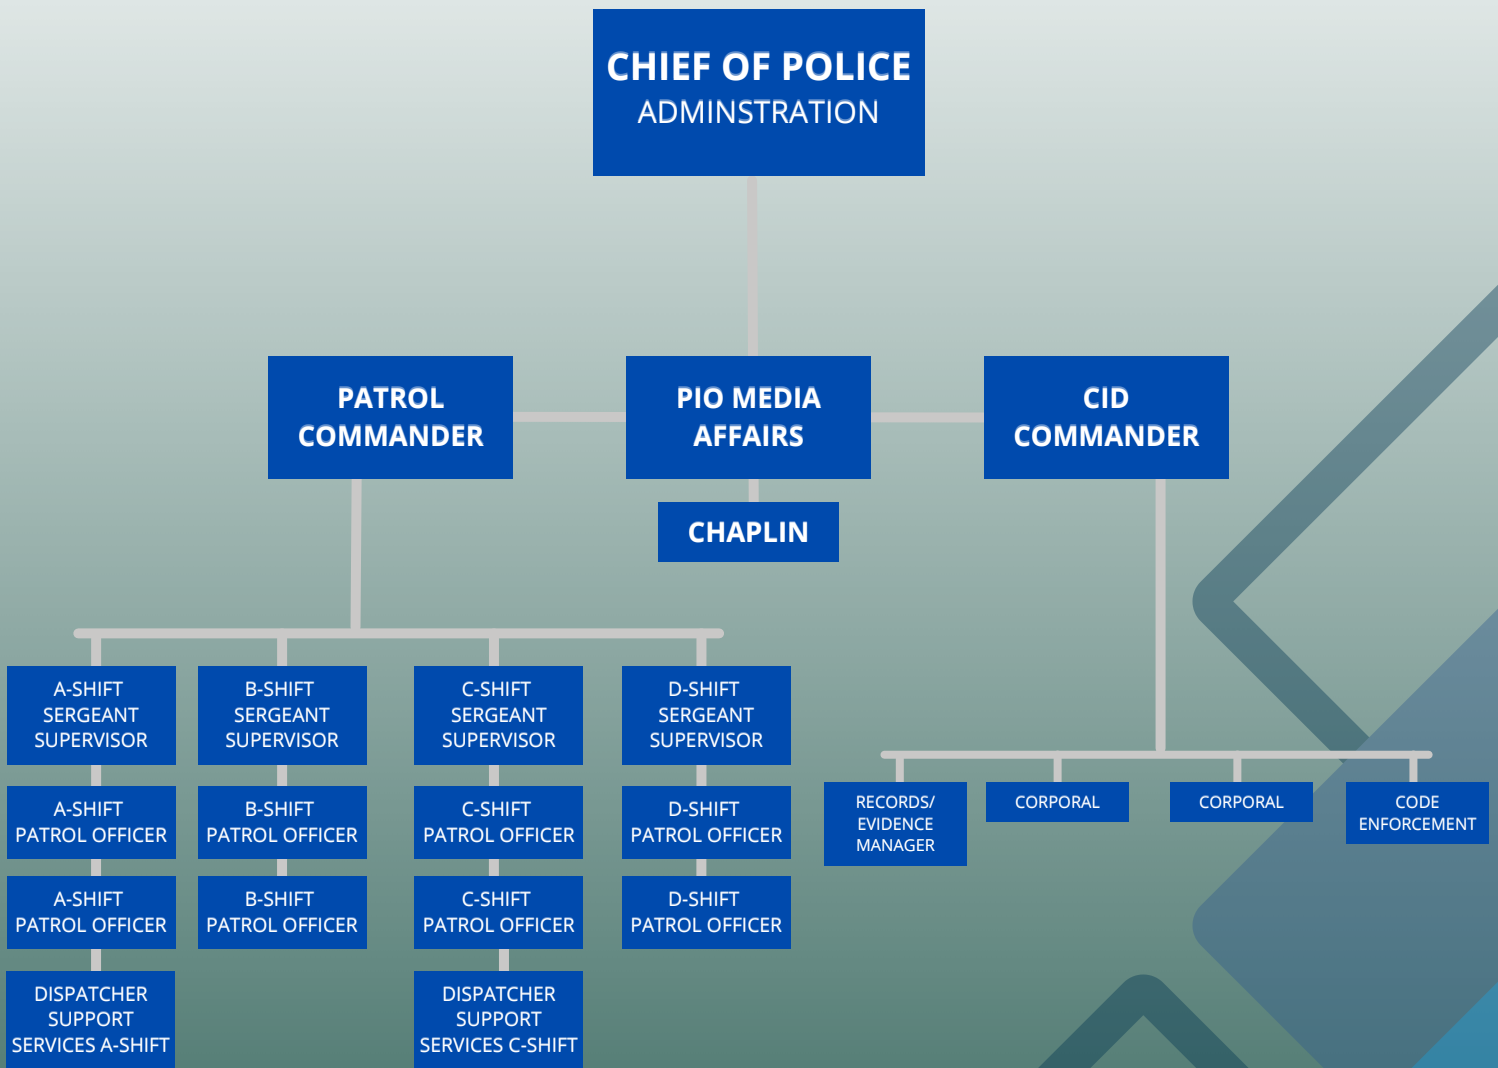 CHIEF OF POLICE
ADMINSTRATION
PATROL
COMMANDER
PIO MEDIA
AFFAIRS
CID
COMMANDER
CHAPLIN
A-SHIFT
SERGEANT
SUPERVISOR
B-SHIFT
SERGEANT
SUPERVISOR
C-SHIFT
SERGEANT
SUPERVISOR
D-SHIFT
SERGEANT
SUPERVISOR
A-SHIFT
PATROL OFFICER
B-SHIFT
PATROL OFFICER
C-SHIFT
PATROL OFFICER
D-SHIFT
PATROL OFFICER
RECORDS/
EVIDENCE
MANAGER
CORPORAL
CORPORAL
CODE
ENFORCEMENT
A-SHIFT
PATROL OFFICER
B-SHIFT
PATROL OFFICER
C-SHIFT
PATROL OFFICER
D-SHIFT
PATROL OFFICER
DISPATCHER
SUPPORT
SERVICES A-SHIFT
DISPATCHER
SUPPORT
SERVICES C-SHIFT